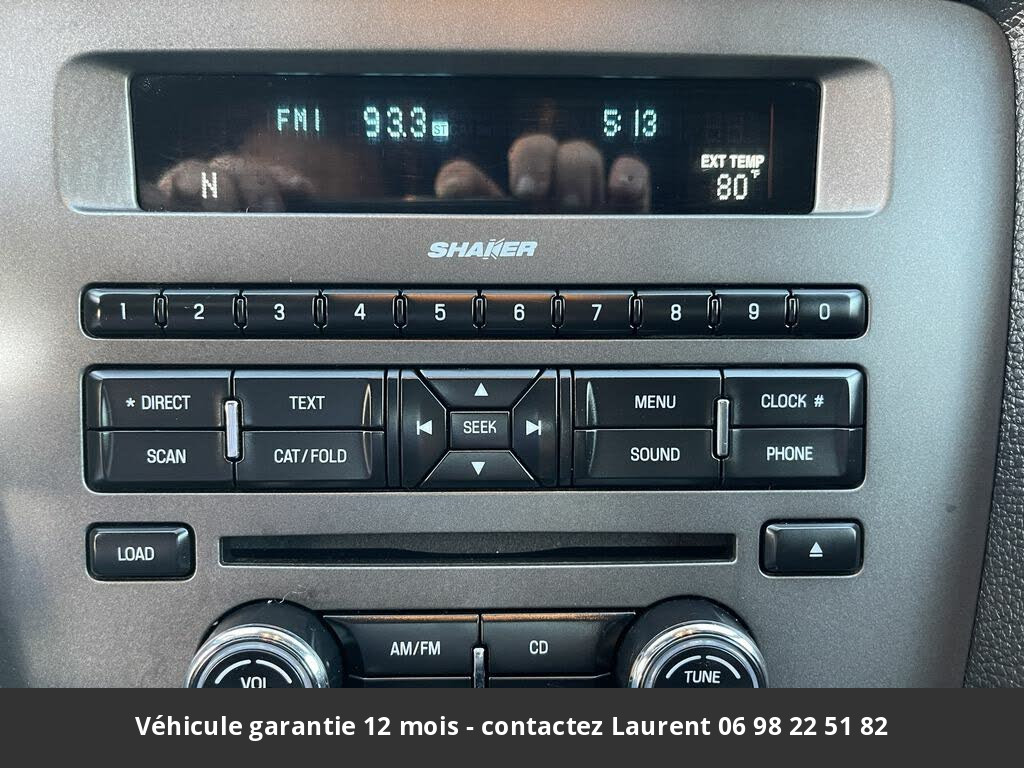 FM1 93.3 ST 5:13
EXT TEMP
N 80°F
SHAKER
1 2 3 4 5 6 7 8 9 0
* DIRECT TEXT MENU CLOCK #
SEEK
SCAN CAT/FOLD SOUND PHONE
LOAD
AM/FM CD
VOL TUNE
Véhicule garantie 12 mois - contactez Laurent 06 98 22 51 82